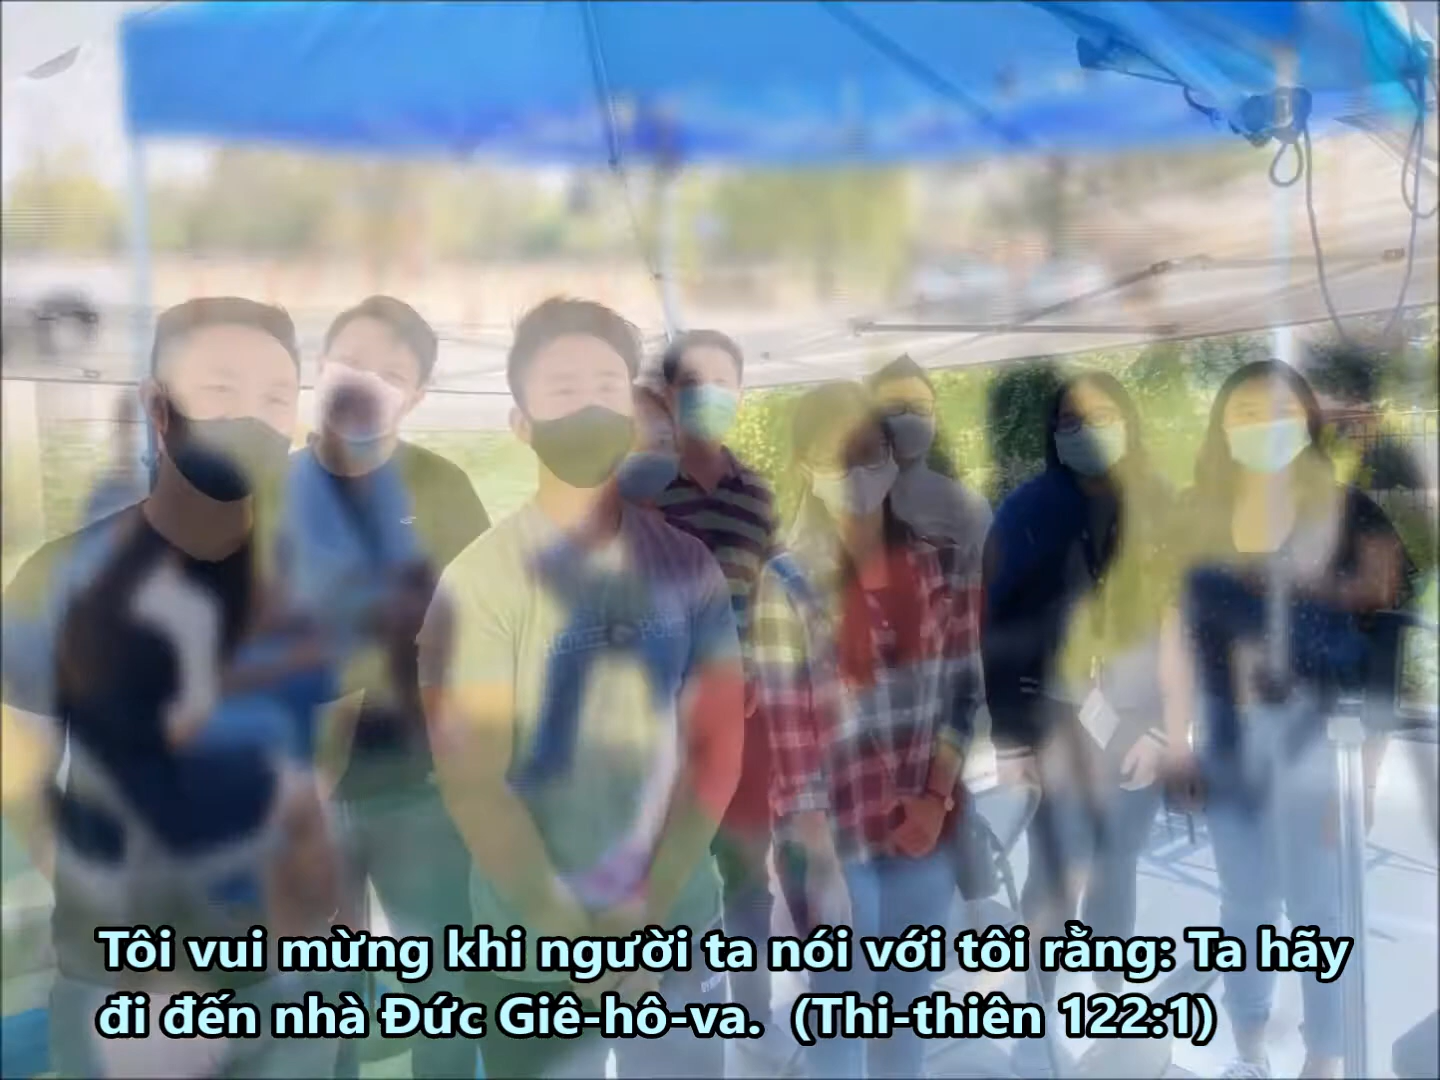 Tôi vui mừng khi người ta nói với tôi rằng: Ta hãy
đi đến nhà Đức Giê-hô-va.  (Thi-thiên 122:1)